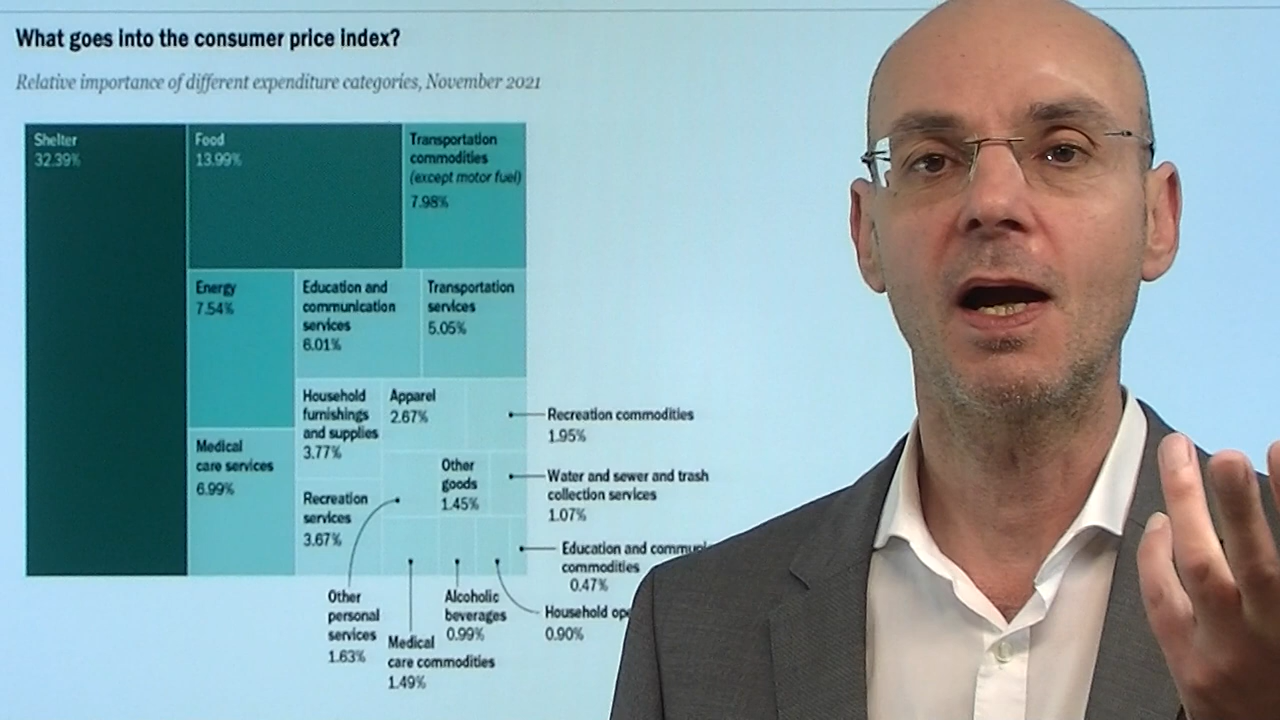 What goes into the consumer price index?
Relative importance of different expenditure categories, November 2021
Shelter
32.39%
Food
13.99%
Transportation
commodities
(except motor fuel)
7.98%
Energy
7.54%
Education and
communication
services
6.01%
Transportation
services
5.05%
Medical
care services
6.99%
Household
furnishings
and supplies
3.77%
Apparel
2.67%
Recreation commodities
1.95%
Other
goods
1.45%
Water and sewer and trash
collection services
1.07%
Recreation
services
3.67%
Education and
commodities
0.47%
Household
0.90%
Other
personal
services
1.63%
Medical
care commodities
1.49%
Alcoholic
beverages
0.99%